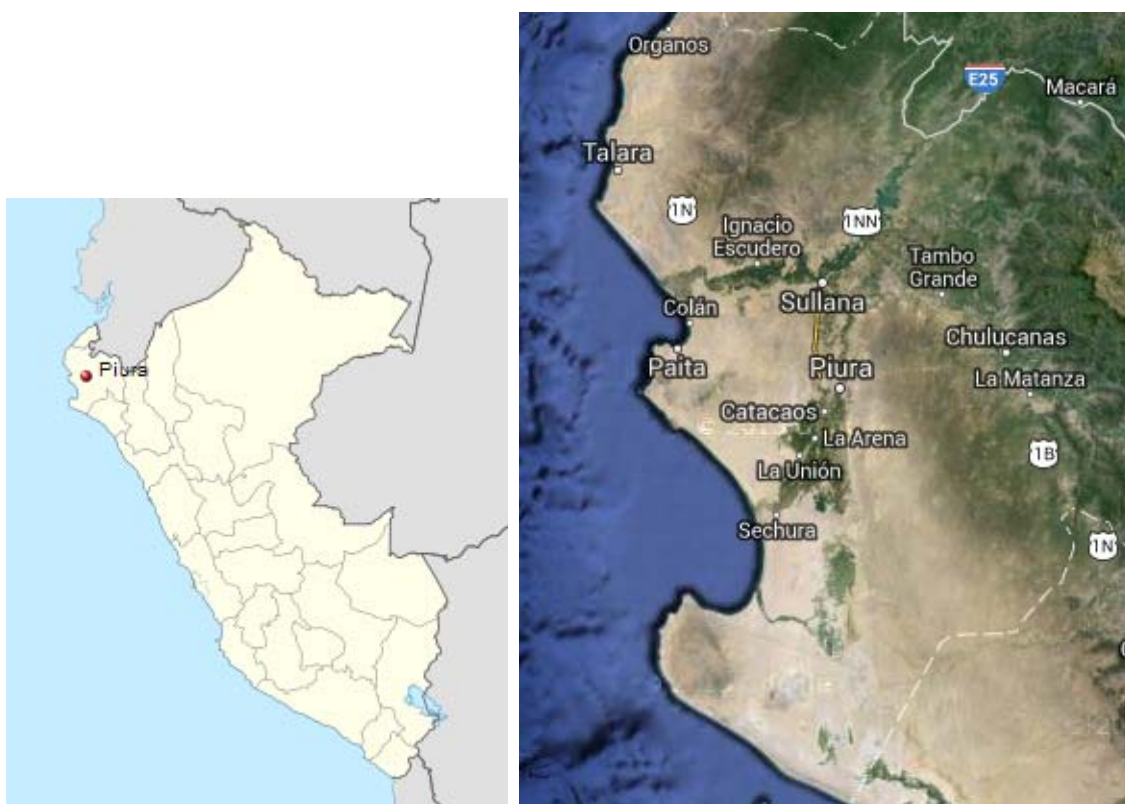 Piura
Organos
E25
Macará
Talara
1N
1NN
Ignacio
Escudero
Tambo
Grande
Sullana
Colán
Chulucanas
Paita
Piura
La Matanza
Catacaos
La Arena
1B
La Unión
Sechura
1N